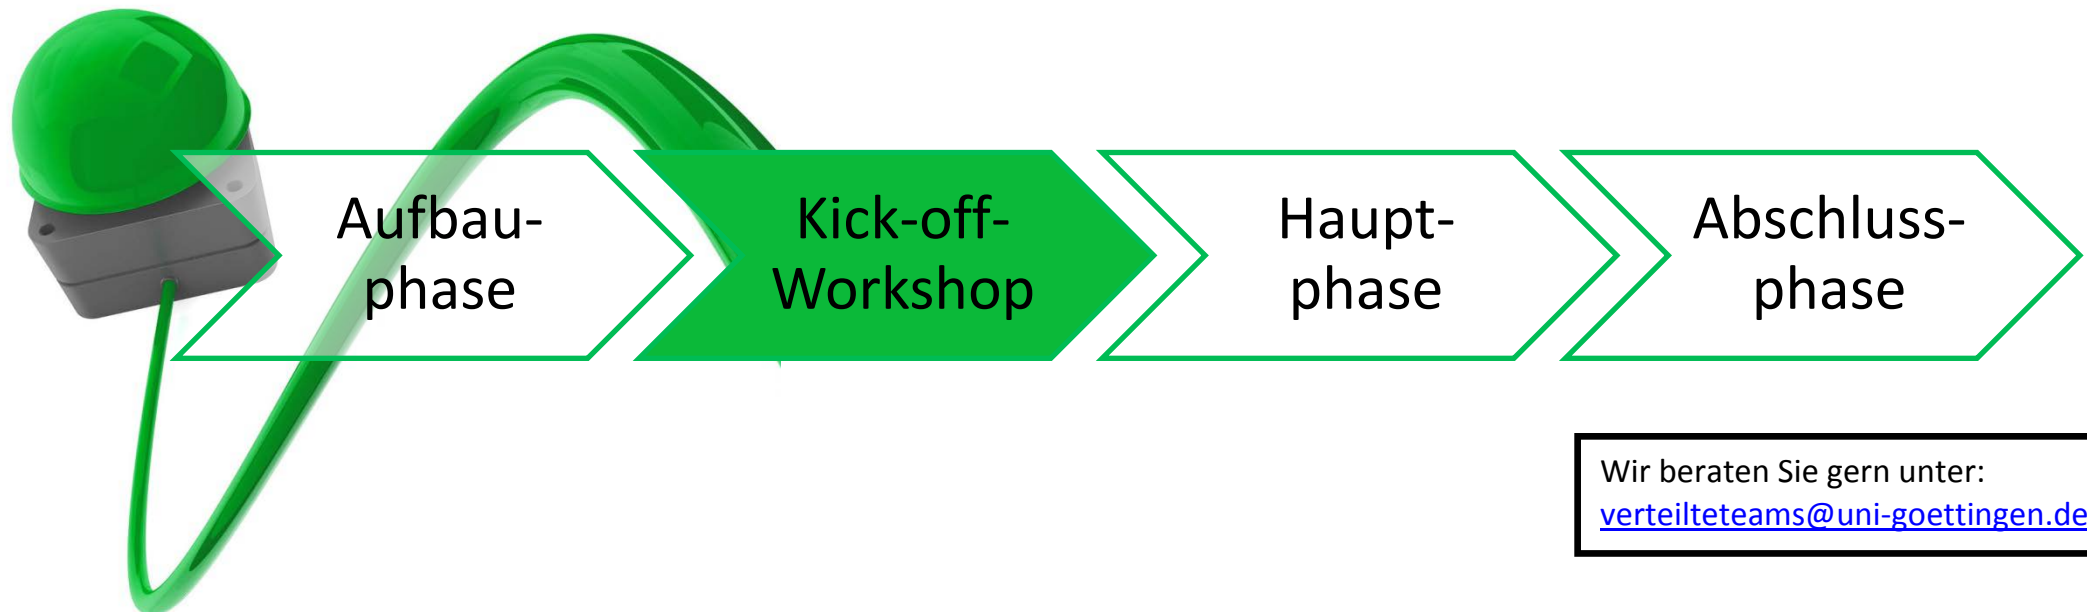 Aufbau-
phase
Kick-off-
Workshop
Haupt-
phase
Abschluss-
phase
Wir beraten Sie gern unter:
verteilteteams@uni-goettingen.de